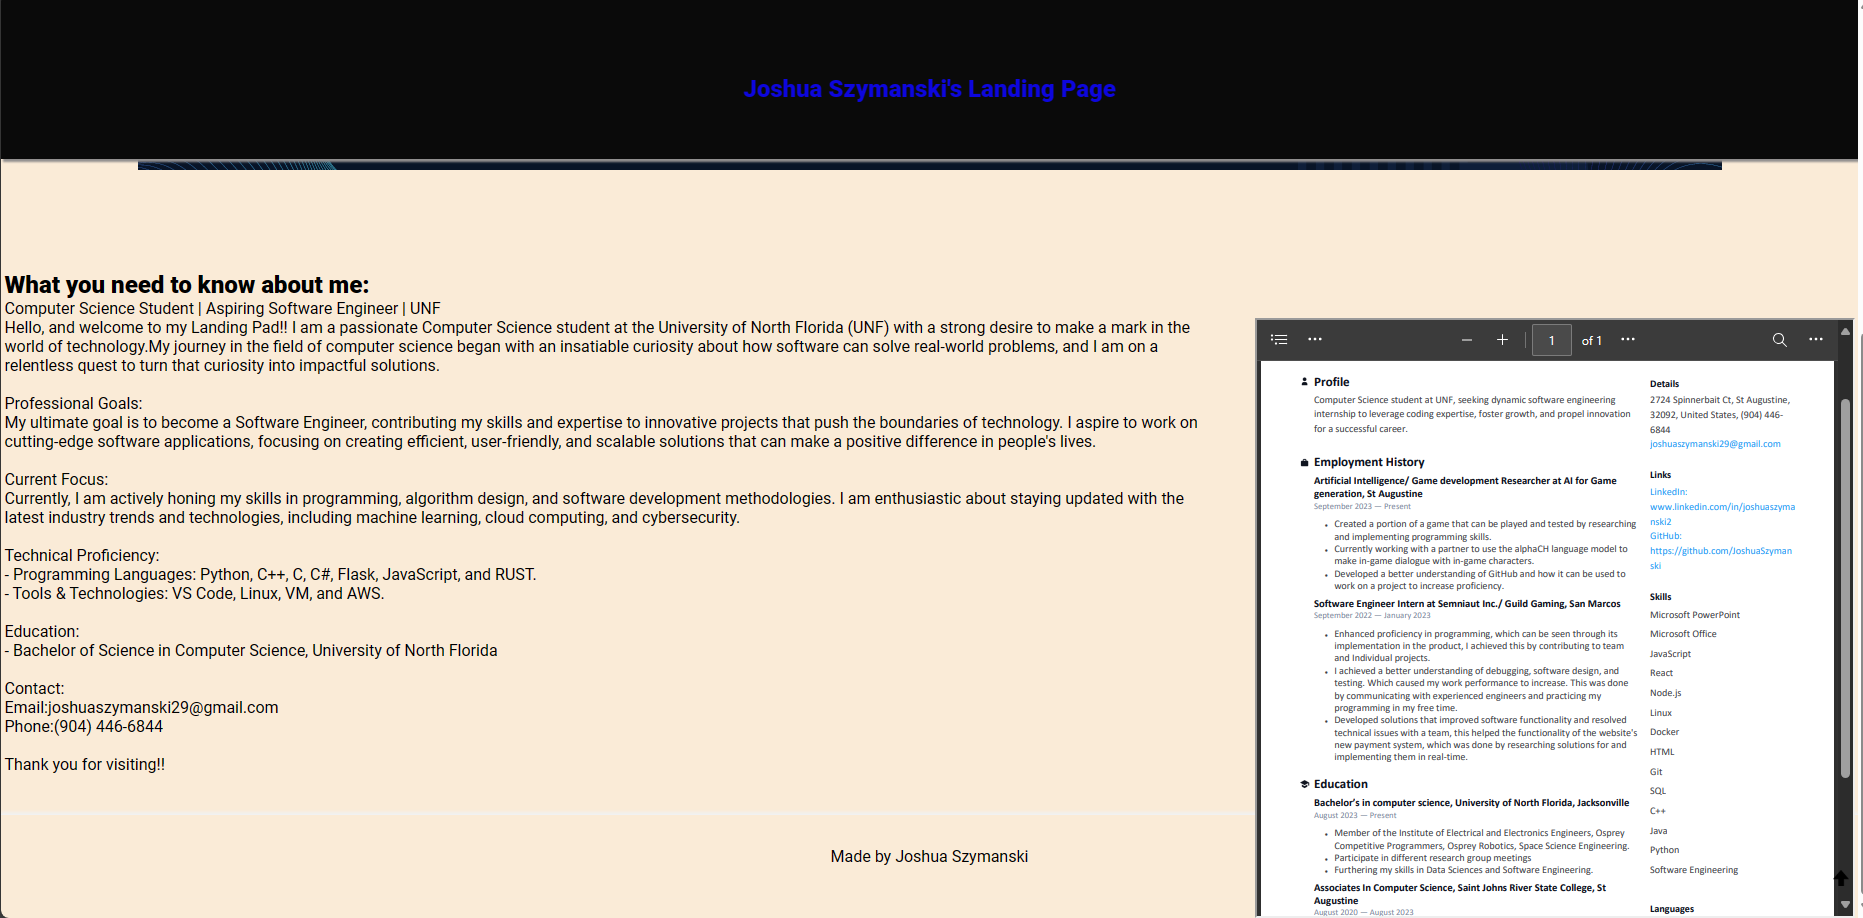 Joshua Szymanski's Landing Page
What you need to know about me:
Computer Science Student | Aspiring Software Engineer | UNF
Hello, and welcome to my Landing Pad!! I am a passionate Computer Science student at the University of North Florida (UNF) with a strong desire to make a mark in the
world of technology.My journey in the field of computer science began with an insatiable curiosity about how software can solve real-world problems, and I am on a
relentless quest to turn that curiosity into impactful solutions.
Professional Goals:
My ultimate goal is to become a Software Engineer, contributing my skills and expertise to innovative projects that push the boundaries of technology. I aspire to work on
cutting-edge software applications, focusing on creating efficient, user-friendly, and scalable solutions that can make a positive difference in people's lives.
Current Focus:
Currently, I am actively honing my skills in programming, algorithm design, and software development methodologies. I am enthusiastic about staying updated with the
latest industry trends and technologies, including machine learning, cloud computing, and cybersecurity.
Technical Proficiency:
- Programming Languages: Python, C++, C, C#, Flask, JavaScript, and RUST.
- Tools & Technologies: VS Code, Linux, VM, and AWS.
Education:
- Bachelor of Science in Computer Science, University of North Florida
Contact:
Email:joshuaszymanski29@gmail.com
Phone:(904) 446-6844
Thank you for visiting!!
Made by Joshua Szymanski
1 of 1
Profile
Computer Science student at UNF, seeking dynamic software engineering
internship to leverage coding expertise, foster growth, and propel innovation
for a successful career.
Employment History
Artificial Intelligence/ Game development Researcher at AI for Game
generation, St Augustine
September 2023 — Present
• Created a portion of a game that can be played and tested by researching
and implementing programming skills.
• Currently working with a partner to use the alphaCH language model to
make in-game dialogue with in-game characters.
• Developed a better understanding of GitHub and how it can be used to
work on a project to increase proficiency.
Software Engineer Intern at Semniaut Inc./ Guild Gaming, San Marcos
September 2022 — January 2023
• Enhanced proficiency in programming, which can be seen through its
implementation in the product, I achieved this by contributing to team
and Individual projects.
• I achieved a better understanding of debugging, software design, and
testing. Which caused my work performance to increase. This was done
by communicating with experienced engineers and practicing my
programming in my free time.
• Developed solutions that improved software functionality and resolved
technical issues with a team, this helped the functionality of the website's
new payment system, which was done by researching solutions for and
implementing them in real-time.
Education
Bachelor's in computer science, University of North Florida, Jacksonville
August 2023 — Present
• Member of the Institute of Electrical and Electronics Engineers, Osprey
Competitive Programmers, Osprey Robotics, Space Science Engineering.
• Participate in different research group meetings
• Furthering my skills in Data Sciences and Software Engineering.
Associates In Computer Science, Saint Johns River State College, St
Augustine
August 2020 — August 2023
Details
2724 Spinnerbait Ct, St Augustine,
32092, United States, (904) 446-
6844
joshuaszymanski29@gmail.com
Links
LinkedIn:
www.linkedin.com/in/joshuaszyma
nski2
GitHub:
https://github.com/JoshuaSzyman
ski
Skills
Microsoft PowerPoint
Microsoft Office
JavaScript
React
Node.js
Linux
Docker
HTML
Git
SQL
C++
Java
Python
Software Engineering
Languages